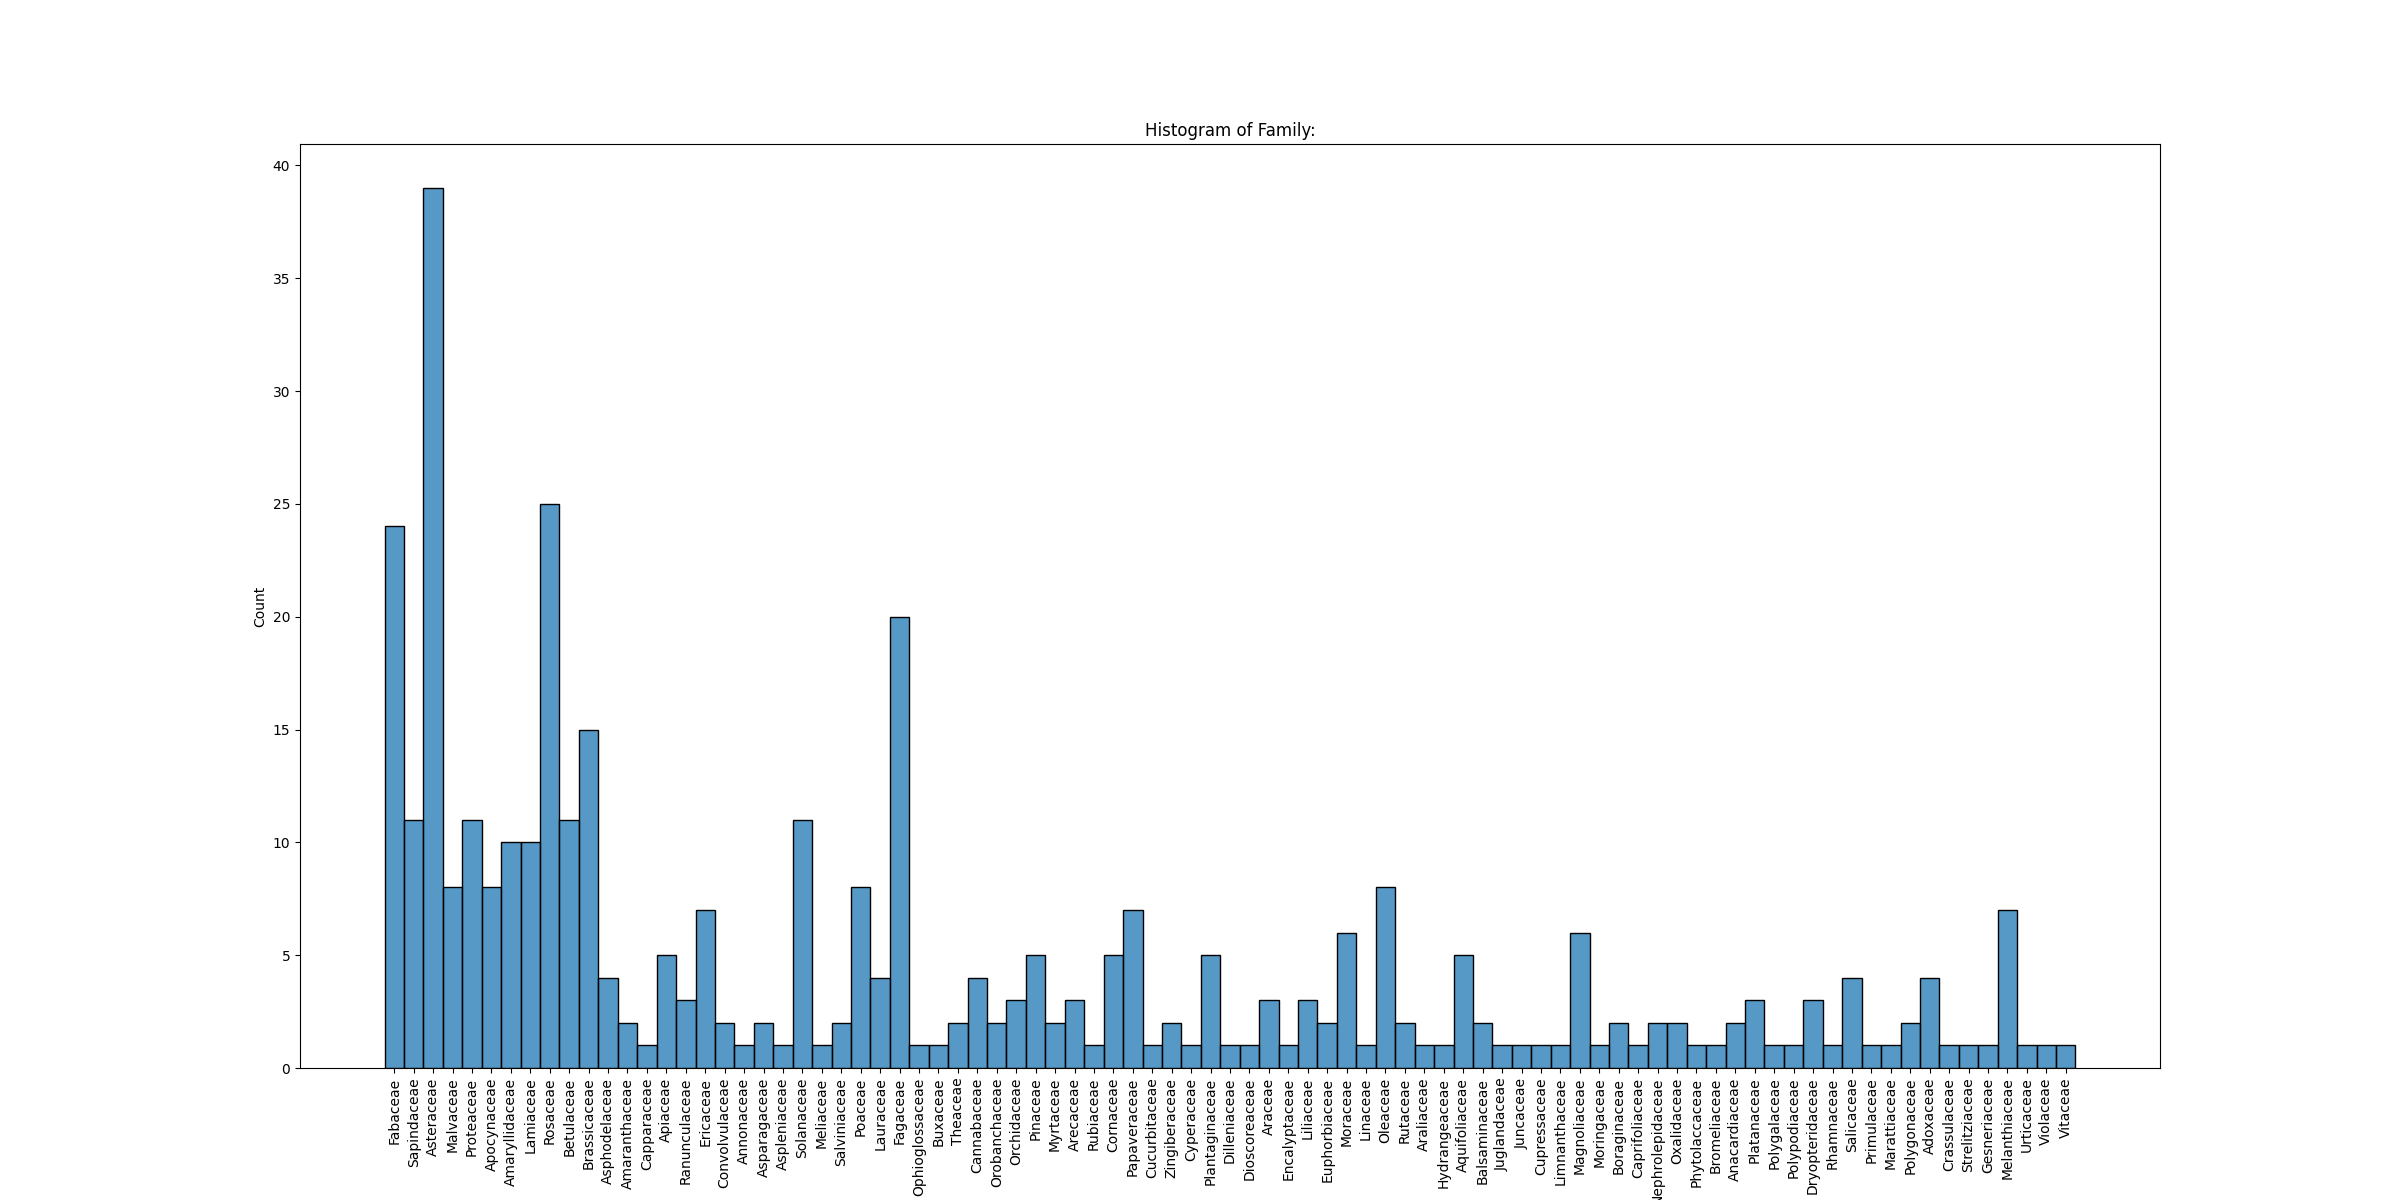 Histogram of Family:
40
35
30
25
20
15
10
5
0
Count
Fabaceae
Sapindaceae
Asteraceae
Malvaceae
Proteaceae
Apocynaceae
Amaryllidaceae
Lamiaceae
Rosaceae
Betulaceae
Brassicaceae
Asphodelaceae
Amaranthaceae
Capparaceae
Apiaceae
Ranunculaceae
Ericaceae
Convolvulaceae
Annonaceae
Asparagaceae
Aspleniaceae
Solanaceae
Meliaceae
Salviniaceae
Poaceae
Lauraceae
Fagaceae
Ophioglossaceae
Buxaceae
Theaceae
Cannabaceae
Orobanchaceae
Orchidaceae
Pinaceae
Myrtaceae
Arecaceae
Rubiaceae
Cornaceae
Papaveraceae
Cucurbitaceae
Zingiberaceae
Cyperaceae
Plantaginaceae
Dilleniaceae
Dioscoreaceae
Araceae
Encalyptaceae
Liliaceae
Euphorbiaceae
Moraceae
Linaceae
Oleaceae
Rutaceae
Araliaceae
Hydrangeaceae
Aquifoliaceae
Balsaminaceae
Juglandaceae
Juncaceae
Cupressaceae
Limnanthaceae
Magnoliaceae
Moringaceae
Boraginaceae
Caprifoliaceae
Nephrolepidaceae
Oxalidaceae
Phytolaccaceae
Bromeliaceae
Anacardiaceae
Platanaceae
Polygalaceae
Polypodiaceae
Dryopteridaceae
Rhamnaceae
Salicaceae
Primulaceae
Marattiaceae
Polygonaceae
Adoxaceae
Crassulaceae
Strelitziaceae
Gesneriaceae
Melanthiaceae
Urticaceae
Violaceae
Vitaceae